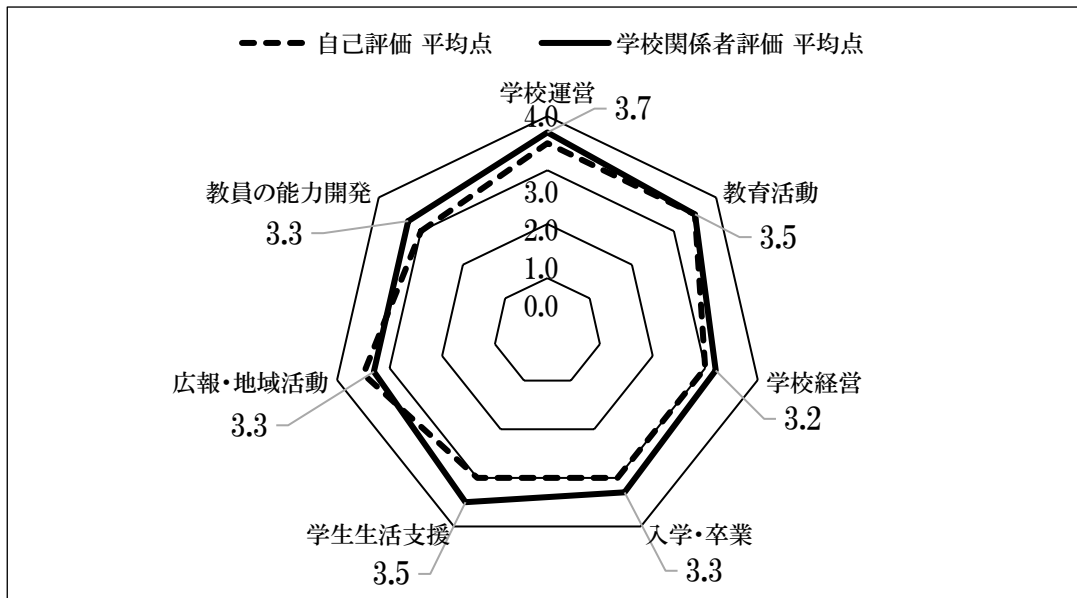 自己評価 平均点 学校関係者評価 平均点
学校運営
3.7
4.0
3.0
2.0
1.0
0.0
教育活動
3.5
学校経営
3.2
入学・卒業
3.3
学生生活支援
3.5
広報・地域活動
3.3
教員の能力開発
3.3